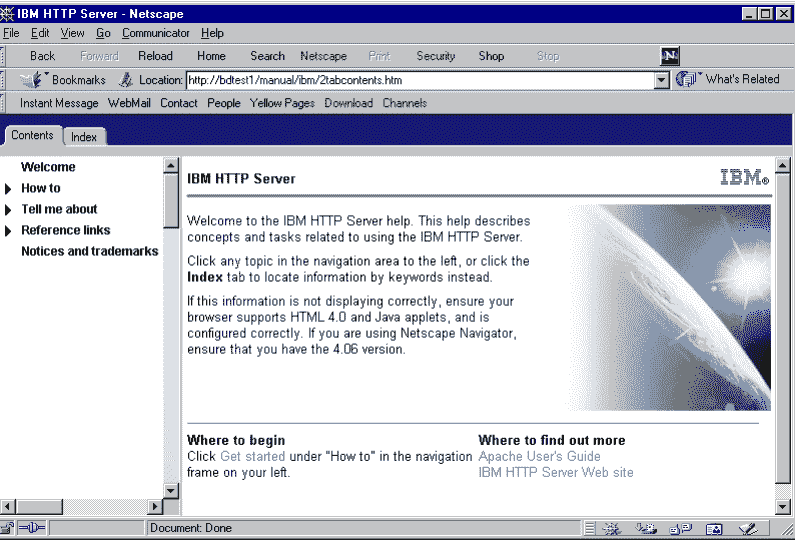 IBM HTTP Server - Netscape
File Edit View Go Communicator Help
Back Forward Reload Home Search Netscape Print Security Shop Stop N
Bookmarks Location: http://bdtest1/manual/ibm/2tabcontents.htm What's Related
Instant Message WebMail Contact People Yellow Pages Download Channels
Contents Index
Welcome
How to
Tell me about
Reference links
Notices and trademarks
IBM HTTP Server
IBM®
Welcome to the IBM HTTP Server help. This help describes
concepts and tasks related to using the IBM HTTP Server.
Click any topic in the navigation area to the left, or click the
Index tab to locate information by keywords instead.
If this information is not displaying correctly, ensure your
browser supports HTML 4.0 and Java applets, and is
configured correctly. If you are using Netscape Navigator,
ensure that you have the 4.06 version.
Where to begin
Click Get started under "How to" in the navigation
frame on your left.
Where to find out more
Apache User's Guide
IBM HTTP Server Web site
Document: Done